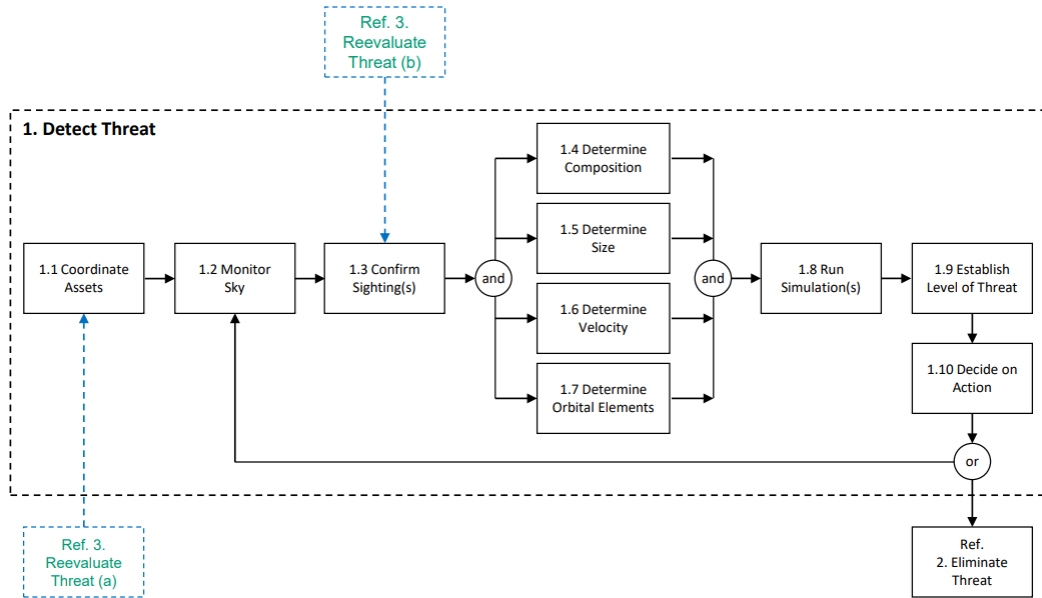 Ref. 3.
Reevaluate
Threat (b)
1. Detect Threat
1.4 Determine
Composition
1.5 Determine
Size
1.1 Coordinate
Assets
1.2 Monitor
Sky
1.3 Confirm
Sighting(s)
and
and
1.8 Run
Simulation(s)
1.9 Establish
Level of Threat
1.6 Determine
Velocity
1.7 Determine
Orbital Elements
1.10 Decide on
Action
or
Ref. 3.
Reevaluate
Threat (a)
Ref.
2. Eliminate
Threat